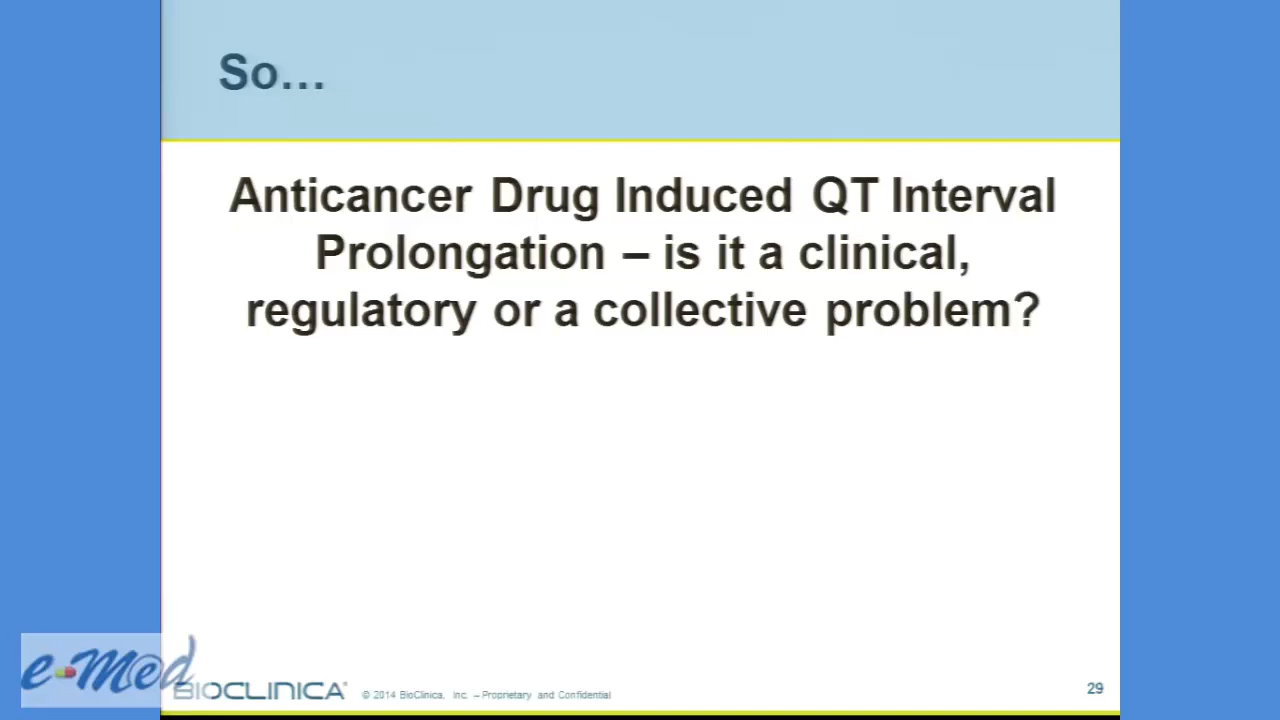 So...
Anticancer Drug Induced QT Interval
Prolongation – is it a clinical,
regulatory or a collective problem?
e-Med
BIOCLINICA® © 2014 BioClinica, Inc. – Proprietary and Confidential
29